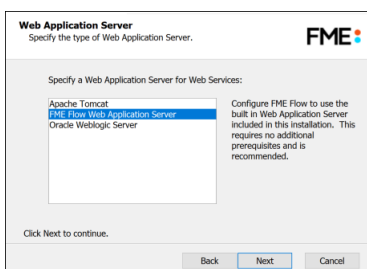 Web Application Server
Specify the type of Web Application Server.
FME
Specify a Web Application Server for Web Services:
Apache Tomcat
FME Flow Web Application Server
Oracle Weblogic Server
Configure FME Flow to use the
built in Web Application Server
included in this installation. This
requires no additional
prerequisites and is
recommended.
Click Next to continue.
Back
Next
Cancel